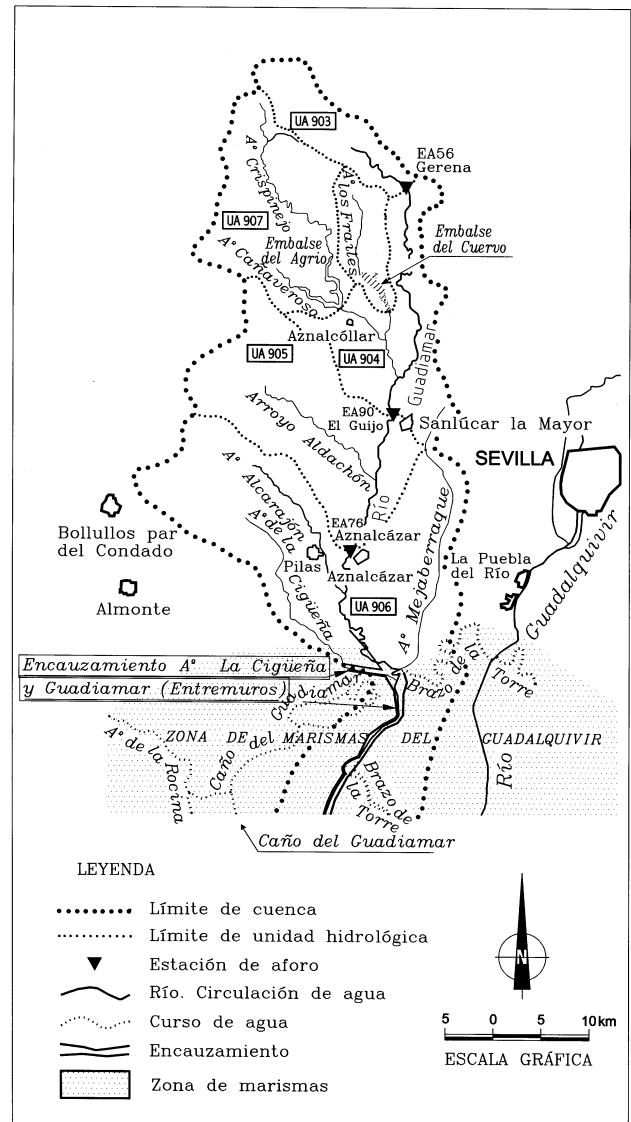 UA 903
EA56
Gerena
Aº Crispinejo
Aº los Frailes
UA 907
Embalse
del Cuervo
Aº Cañaveroso
Embalse
del Agrio
Aznalcóllar
UA 905
UA 904
Guadiamar
Río
EA90
El Guijo
Sanlúcar la Mayor
SEVILLA
Arroyo Aldachón
Aº Alcarajón
Aº de la Cigüeña
EA76
Aznalcázar
Aznalcázar
Pilas
Bollullos par
del Condado
Almonte
Aº Mejaberraque
La Puebla
del Río
Guadalquivir
Río
UA 906
Encauzamiento Aº La Cigüeña
y Guadiamar (Entremuros)
Brazo de la Torre
Caño del Guadiamar
ZONA DE MARISMAS DEL GUADALQUIVIR
Aº de la Rocina
Brazo de
la Torre
Caño del Guadiamar
LEYENDA
Límite de cuenca
Límite de unidad hidrológica
Estación de aforo
Río. Circulación de agua
Curso de agua
Encauzamiento
Zona de marismas
N
5 0 5 10km
ESCALA GRÁFICA